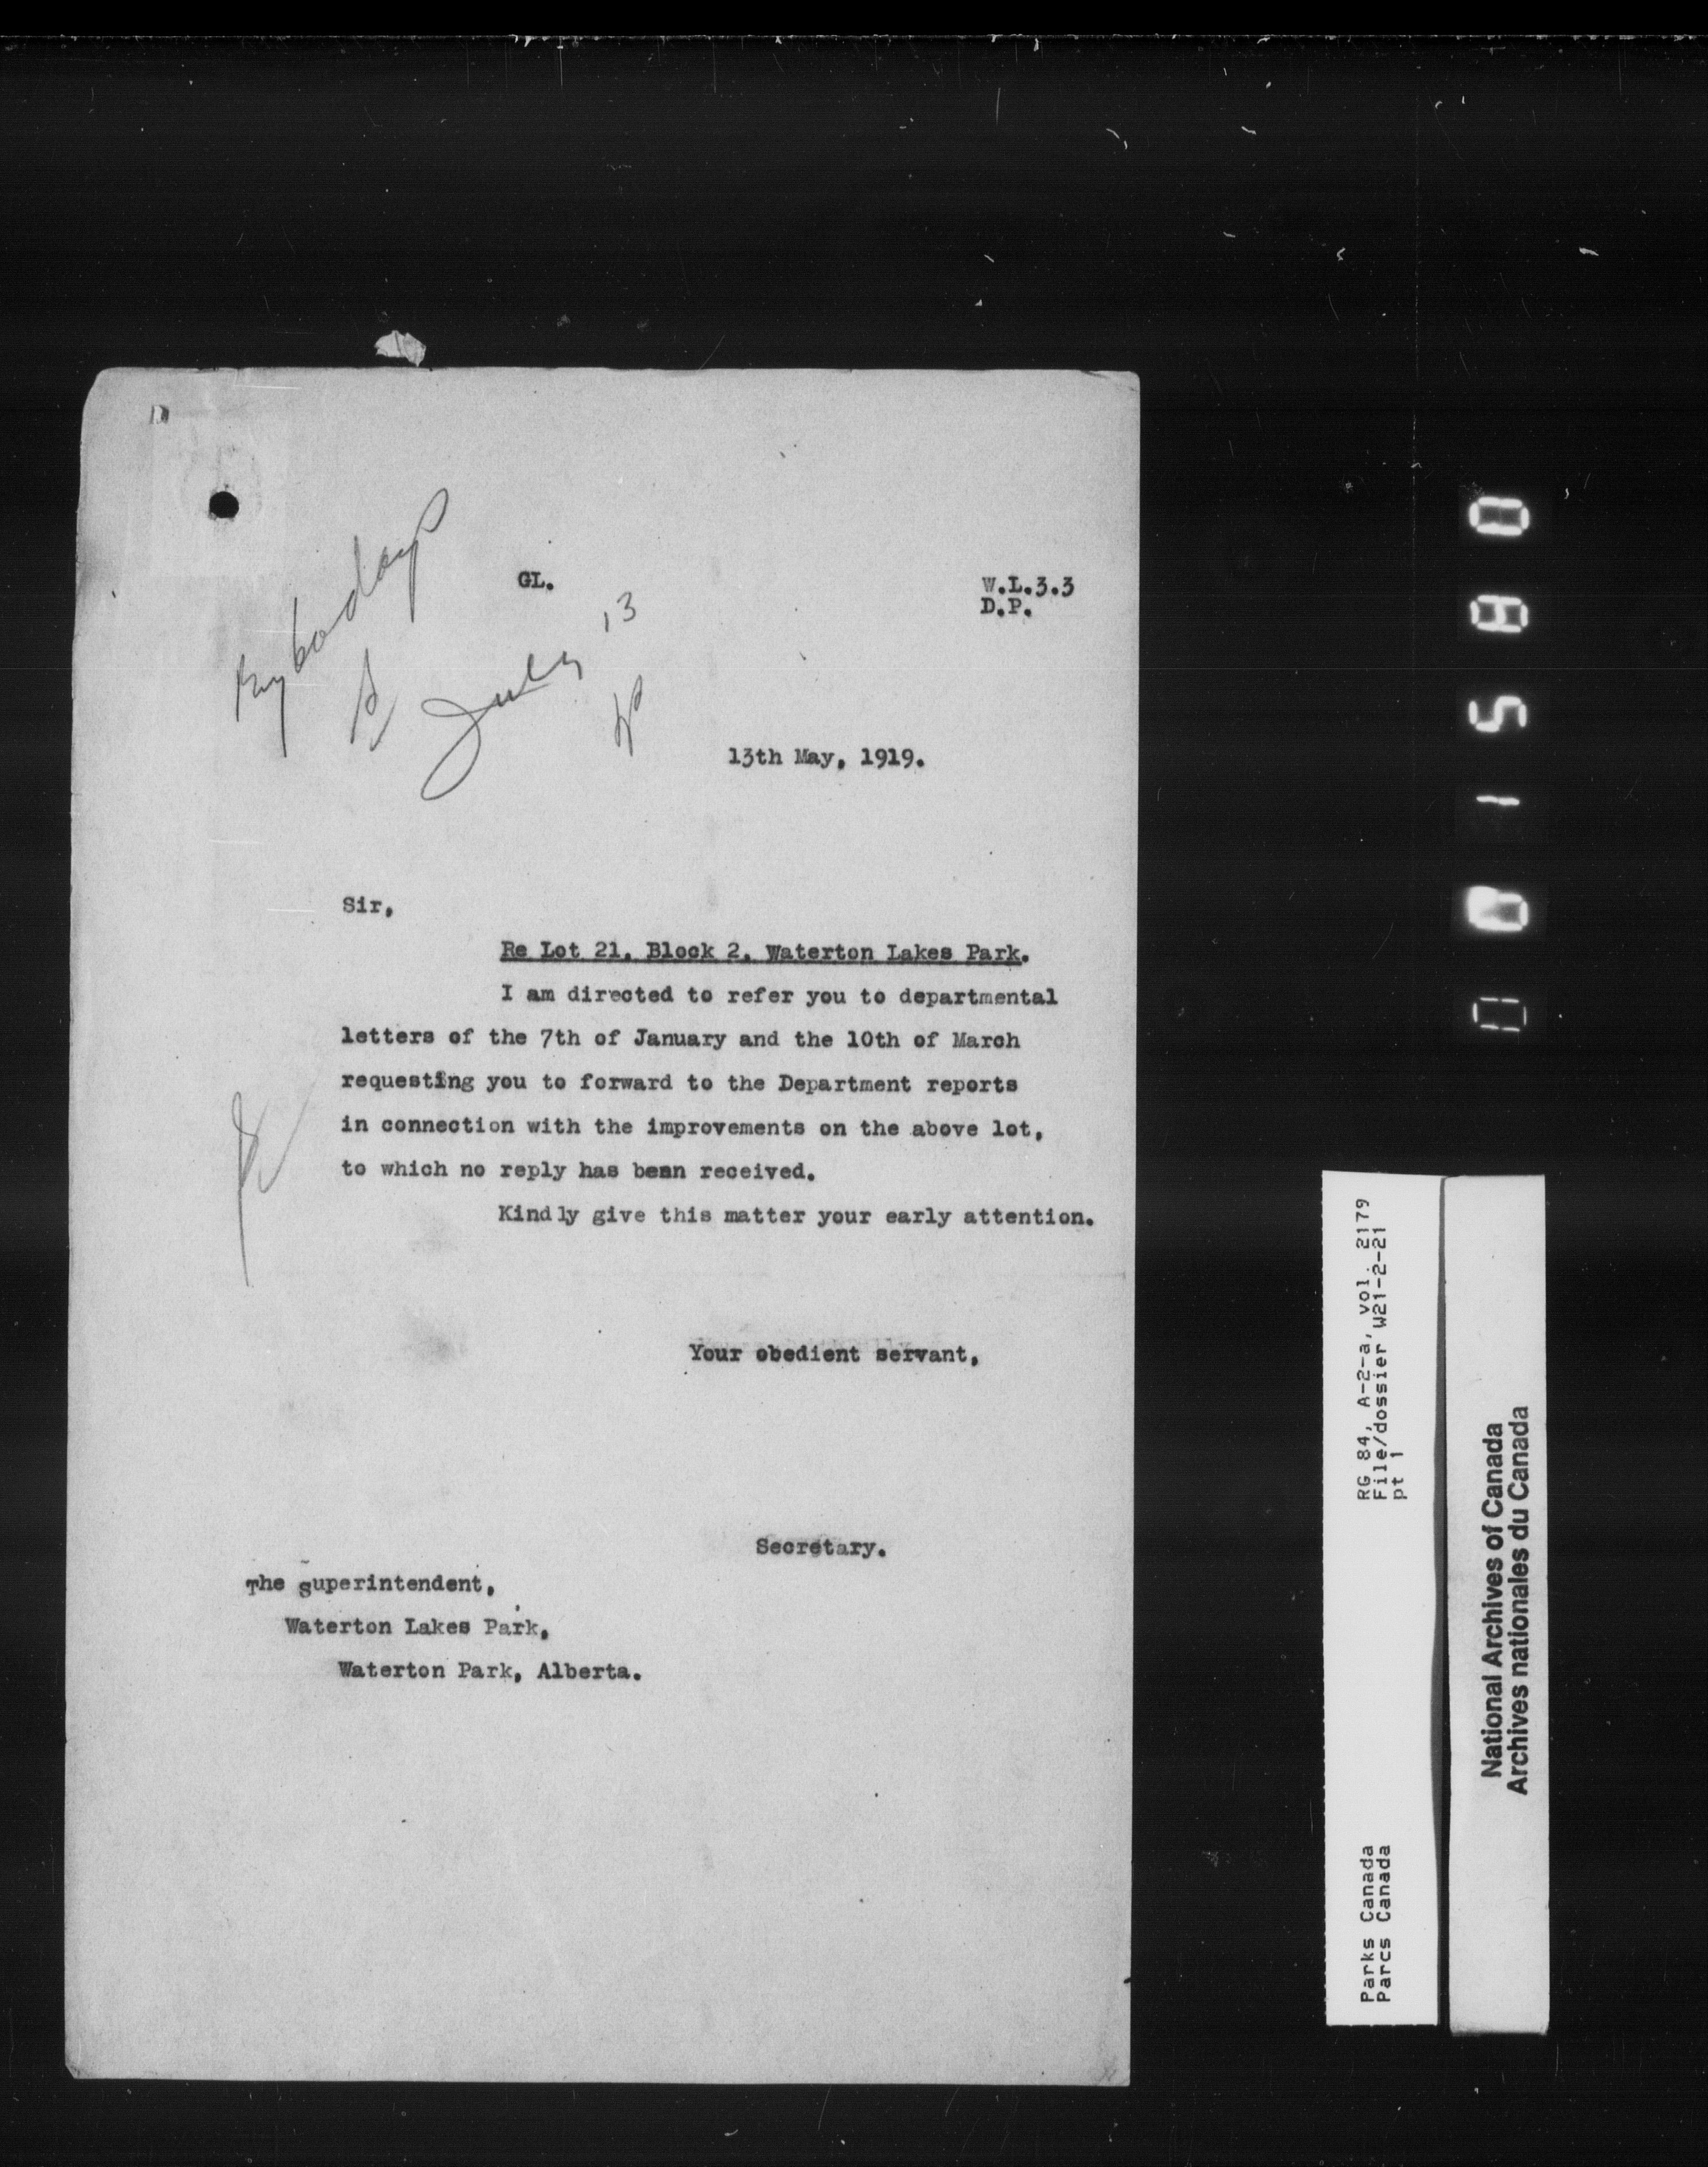 GL.
W.L.3.3
D.P.
60 days
July 13
13th May, 1919.
Sir,
Re Lot 21, Block 2, Waterton Lakes Park.
I am directed to refer you to departmental
letters of the 7th of January and the 10th of March
requesting you to forward to the Department reports
in connection with the improvements on the above lot,
to which no reply has been received.
Kindly give this matter your early attention.
Your obedient servant,
Secretary.
The Superintendent,
Waterton Lakes Park,
Waterton Park, Alberta.
RG 84, A-2-a, vol. 2179
File/dossier W21-2-21
pt 1
Parks Canada
Parcs Canada
National Archives of Canada
Archives nationales du Canada